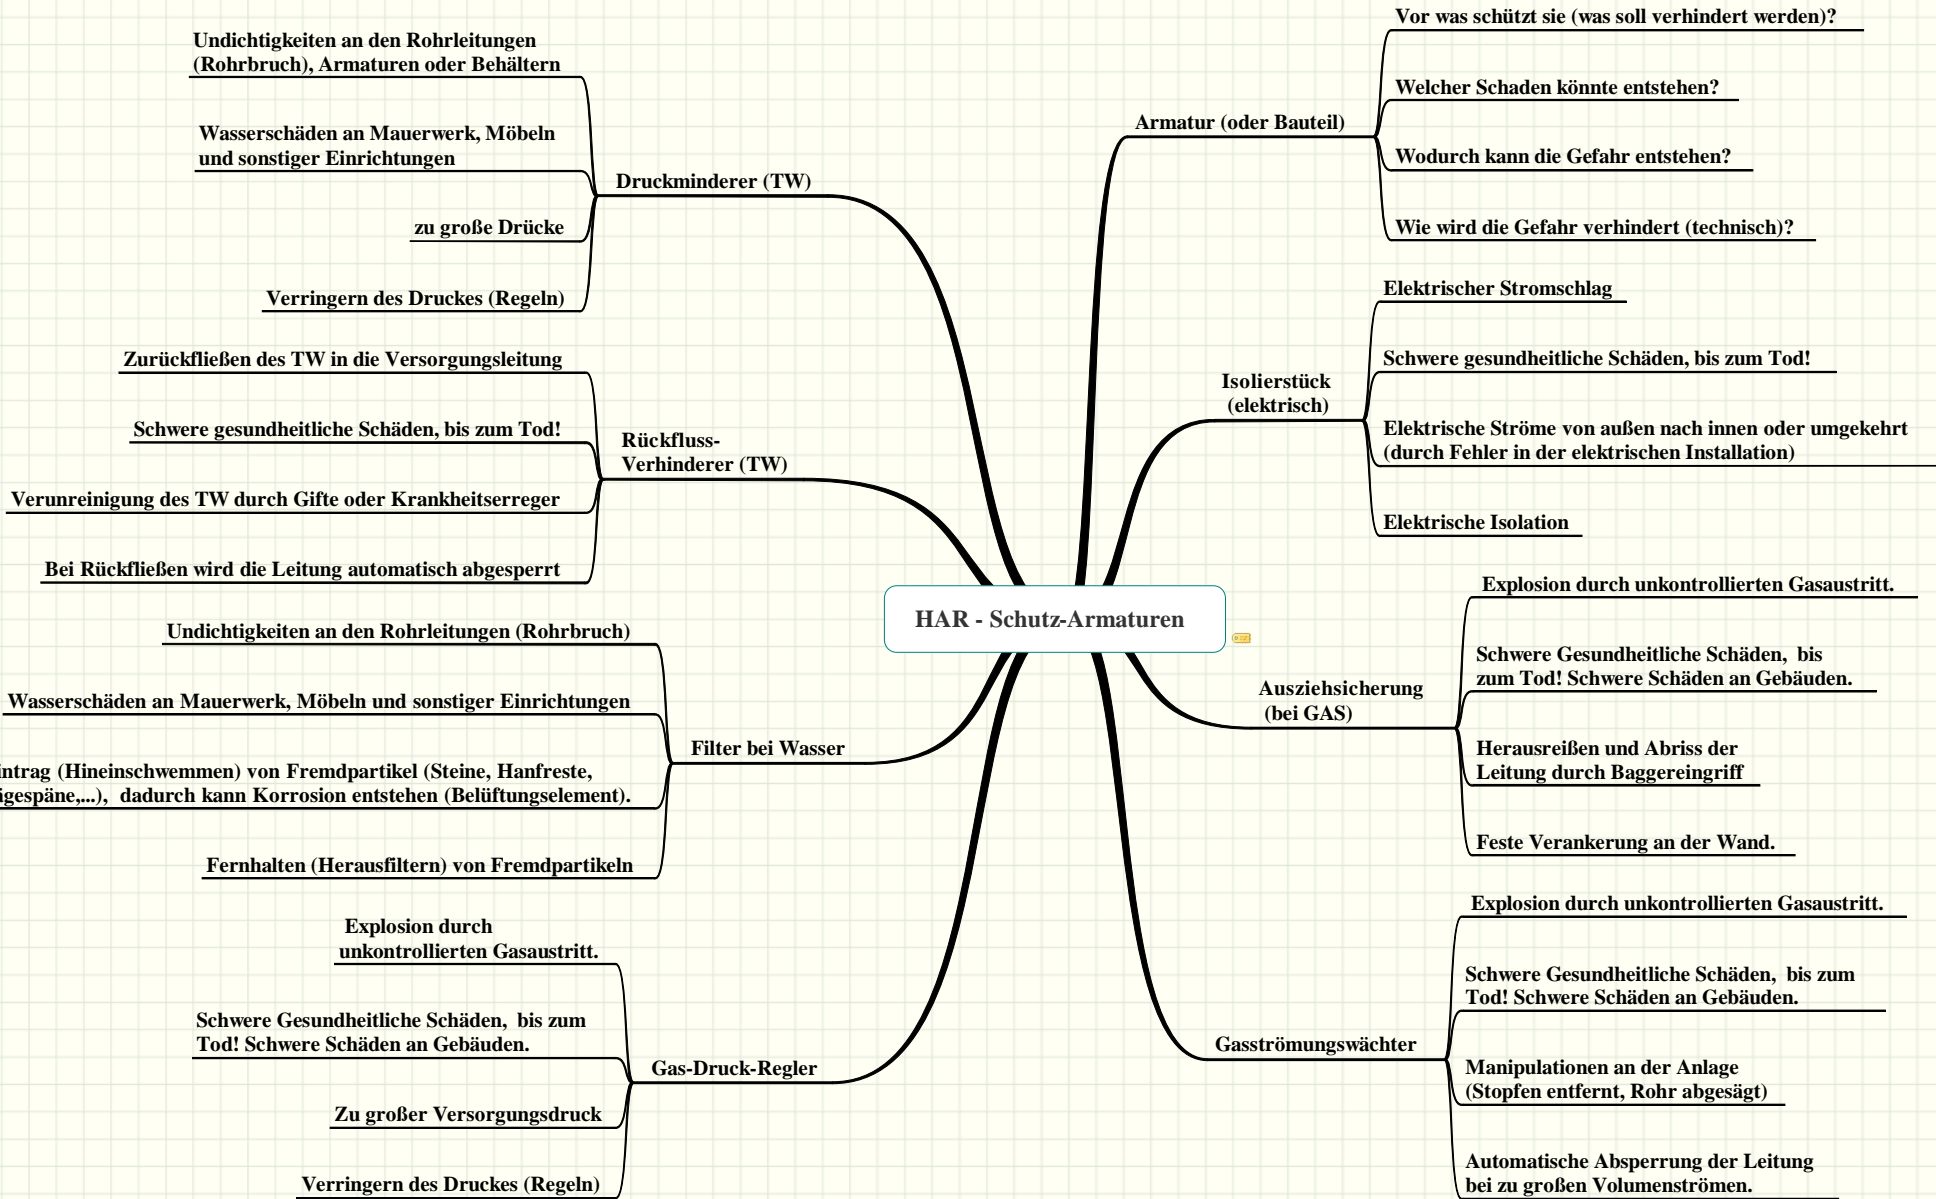 HAR - Schutz-Armaturen
Armatur (oder Bauteil)
Vor was schützt sie (was soll verhindert werden)?
Welcher Schaden könnte entstehen?
Wodurch kann die Gefahr entstehen?
Wie wird die Gefahr verhindert (technisch)?
Isolierstück
(elektrisch)
Elektrischer Stromschlag
Schwere gesundheitliche Schäden, bis zum Tod!
Elektrische Ströme von außen nach innen oder umgekehrt
(durch Fehler in der elektrischen Installation)
Elektrische Isolation
Ausziehsicherung
(bei GAS)
Explosion durch unkontrollierten Gasaustritt.
Schwere Gesundheitliche Schäden, bis
zum Tod! Schwere Schäden an Gebäuden.
Herausreißen und Abriss der
Leitung durch Baggereingriff
Feste Verankerung an der Wand.
Gasströmungswächter
Explosion durch unkontrollierten Gasaustritt.
Schwere Gesundheitliche Schäden, bis zum
Tod! Schwere Schäden an Gebäuden.
Manipulationen an der Anlage
(Stopfen entfernt, Rohr abgesägt)
Automatische Absperrung der Leitung
bei zu großen Volumenströmen.
Druckminderer (TW)
Undichtigkeiten an den Rohrleitungen
(Rohrbruch), Armaturen oder Behältern
Wasserschäden an Mauerwerk, Möbeln
und sonstiger Einrichtungen
zu große Drücke
Verringern des Druckes (Regeln)
Rückfluss-
Verhinderer (TW)
Zurückfließen des TW in die Versorgungsleitung
Schwere gesundheitliche Schäden, bis zum Tod!
Verunreinigung des TW durch Gifte oder Krankheitserreger
Bei Rückfließen wird die Leitung automatisch abgesperrt
Filter bei Wasser
Undichtigkeiten an den Rohrleitungen (Rohrbruch)
Wasserschäden an Mauerwerk, Möbeln und sonstiger Einrichtungen
(Hineinschwemmen) von Fremdpartikel (Steine, Hanfreste,
dadurch kann Korrosion entstehen (Belüftungselement).
Fernhalten (Herausfiltern) von Fremdpartikeln
Gas-Druck-Regler
Explosion durch
unkontrollierten Gasaustritt.
Schwere Gesundheitliche Schäden, bis zum
Tod! Schwere Schäden an Gebäuden.
Zu großer Versorgungsdruck
Verringern des Druckes (Regeln)